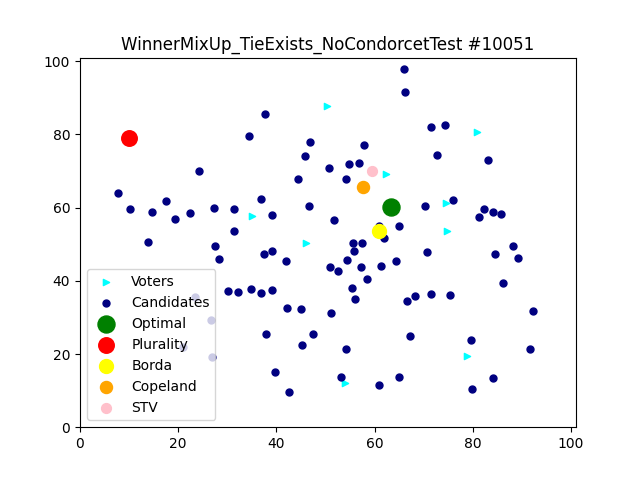 WinnerMixUp_TieExists_NoCondorcetTest #10051
100
80
60
40
20
0
Voters
Candidates
Optimal
Plurality
Borda
Copeland
STV
0 20 40 60 80 100